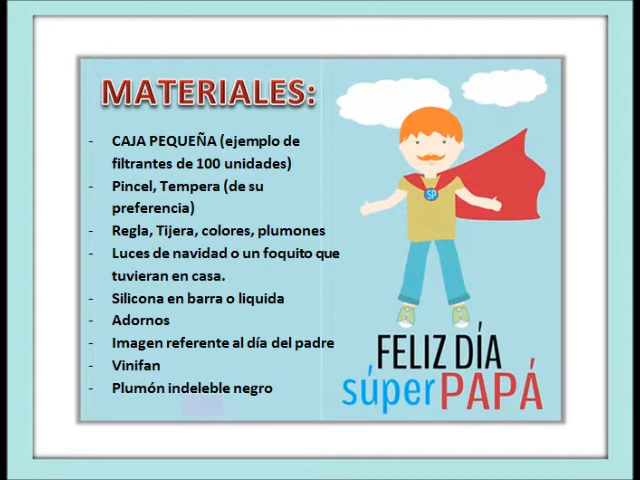 MATERIALES:
- CAJA PEQUEÑA (ejemplo de
filtrantes de 100 unidades)
- Pincel, Tempera (de su
preferencia)
- Regla, Tijera, colores, plumones
- Luces de navidad o un foquito que
tuvieran en casa.
- Silicona en barra o liquida
- Adornos
- Imagen referente al día del padre
- Vinifan
- Plumón indeleble negro
SP
FELIZ DÍA
súper PAPÁ